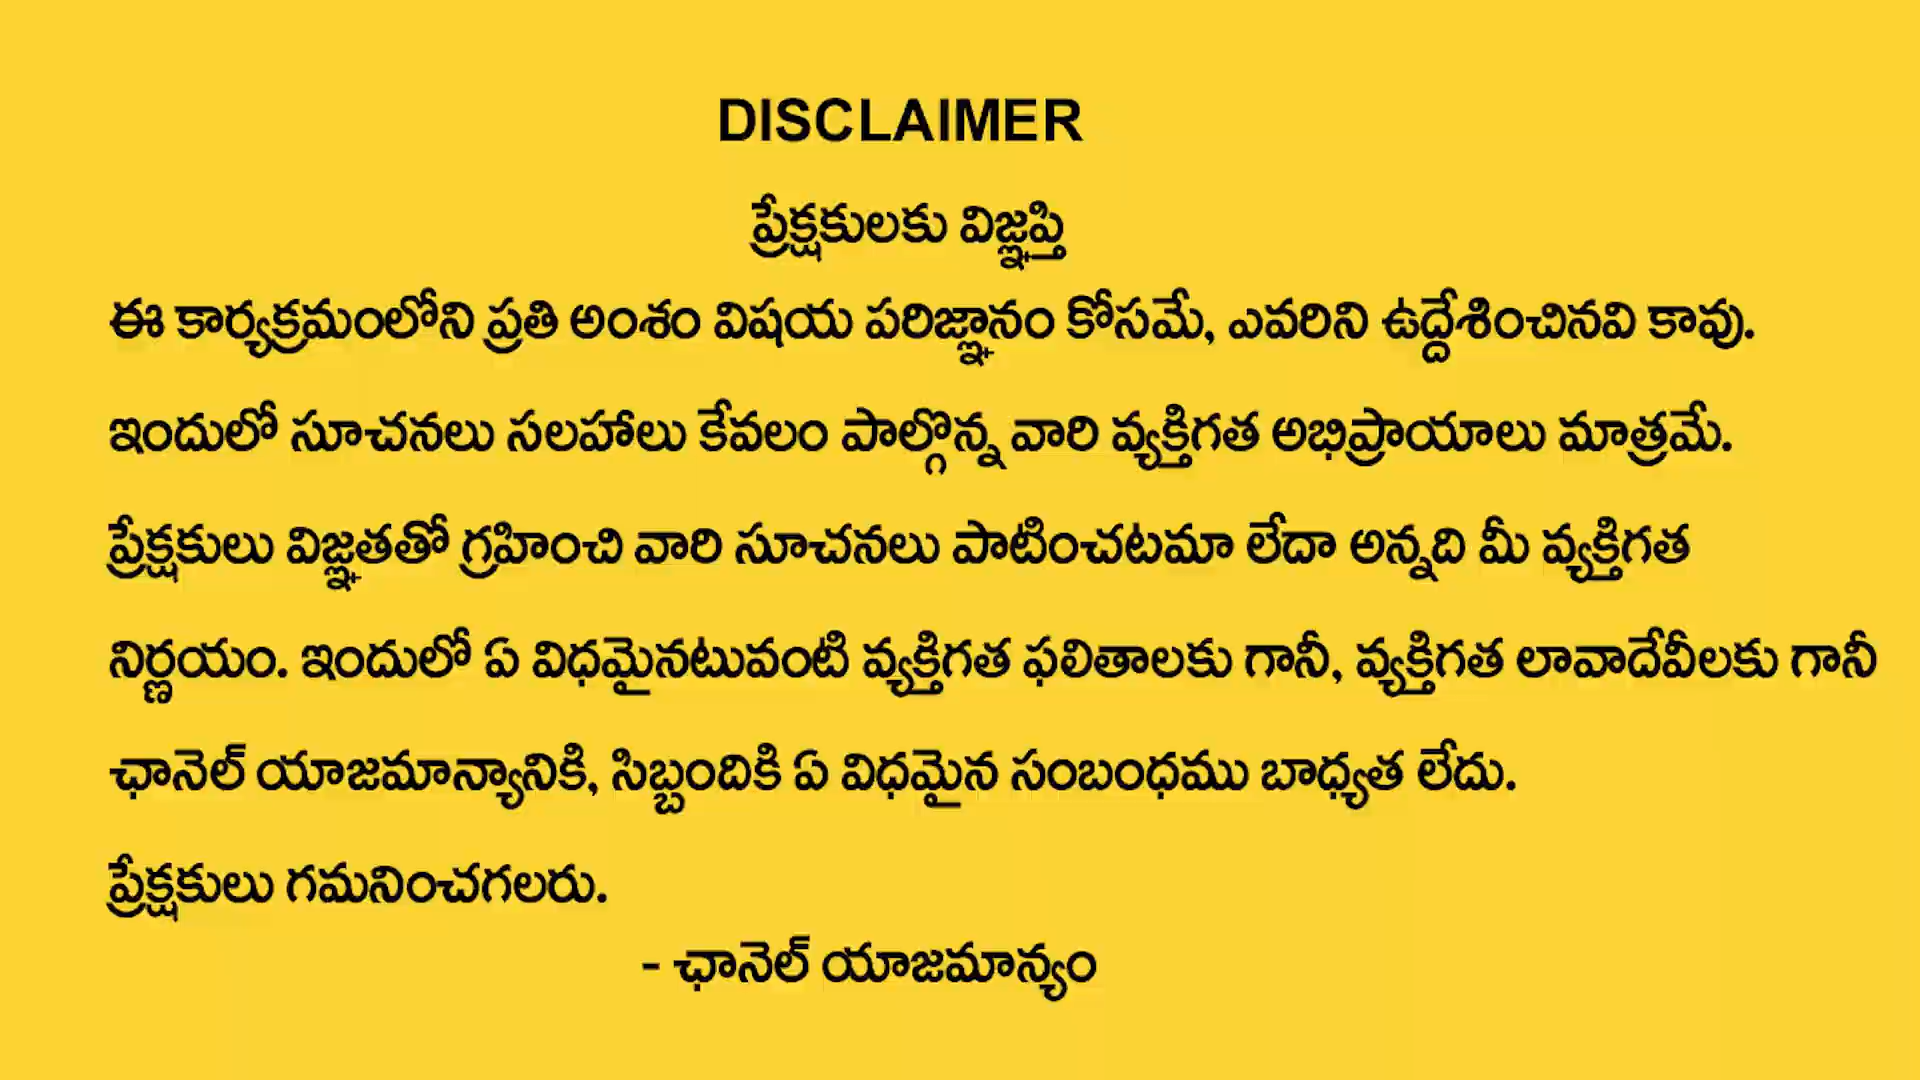 DISCLAIMER
ప్రేక్షకులకు విజ్ఞప్తి
ఈ కార్యక్రమంలోని ప్రతి అంశం విషయ పరిజ్ఞానం కోసమే, ఎవరిని ఉద్దేశించినవి కావు.
ఇందులో సూచనలు సలహాలు కేవలం పాల్గొన్న వారి వ్యక్తిగత అభిప్రాయాలు మాత్రమే.
ప్రేక్షకులు విజ్ఞతతో గ్రహించి వారి సూచనలు పాటించటమా లేదా అన్నది మీ వ్యక్తిగత
నిర్ణయం. ఇందులో ఏ విధమైనటువంటి వ్యక్తిగత ఫలితాలకు గానీ, వ్యక్తిగత లావాదేవీలకు గానీ
ఛానెల్ యాజమాన్యానికి, సిబ్బందికి ఏ విధమైన సంబంధము బాధ్యత లేదు.
ప్రేక్షకులు గమనించగలరు.
- ఛానెల్ యాజమాన్యం